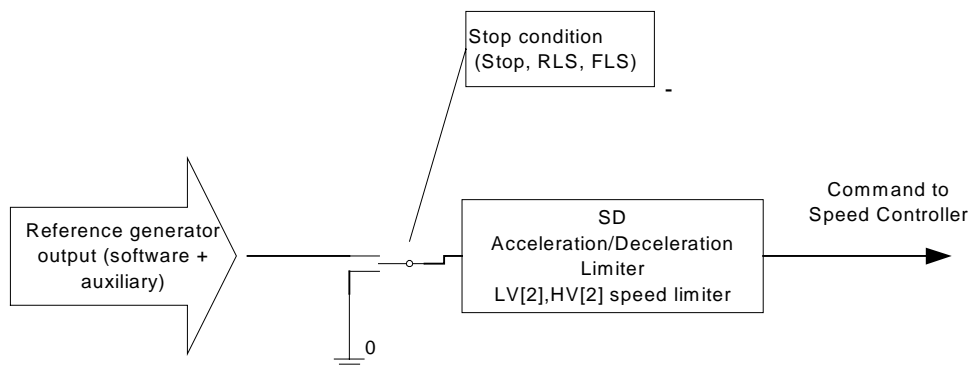 Stop condition
(Stop, RLS, FLS)
-
Reference generator
output (software +
auxiliary)
0
SD
Acceleration/Deceleration
Limiter
LV[2],HV[2] speed limiter
Command to
Speed Controller